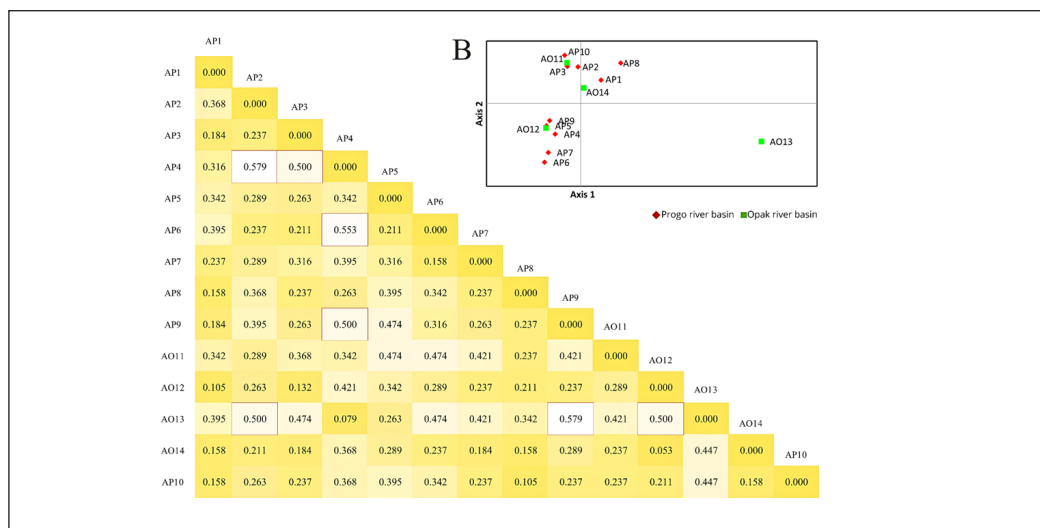 AP1
AP1 0.000 AP2
AP2 0.368 0.000 AP3
AP3 0.184 0.237 0.000 AP4
AP4 0.316 0.579 0.500 0.000 AP5
AP5 0.342 0.289 0.263 0.342 0.000 AP6
AP6 0.395 0.237 0.211 0.553 0.211 0.000 AP7
AP7 0.237 0.289 0.316 0.395 0.316 0.158 0.000 AP8
AP8 0.158 0.368 0.237 0.263 0.395 0.342 0.237 0.000 AP9
AP9 0.184 0.395 0.263 0.500 0.474 0.316 0.263 0.237 0.000 AO11
AO11 0.342 0.289 0.368 0.342 0.474 0.474 0.421 0.237 0.421 0.000 AO12
AO12 0.105 0.263 0.132 0.421 0.342 0.289 0.237 0.211 0.237 0.289 0.000 AO13
AO13 0.395 0.500 0.474 0.079 0.263 0.474 0.421 0.342 0.579 0.421 0.500 0.000 AO14
AO14 0.158 0.211 0.184 0.368 0.289 0.237 0.184 0.158 0.289 0.237 0.053 0.447 0.000 AP10
AP10 0.158 0.263 0.237 0.368 0.395 0.342 0.237 0.105 0.237 0.237 0.211 0.447 0.158 0.000
B
Axis 2
AP10
AO11
AP3
AP2
AP8
AP1
AO14
AP9
AO12
AP5
AP4
AO13
AP7
AP6
Axis 1
Progo river basin
Opak river basin